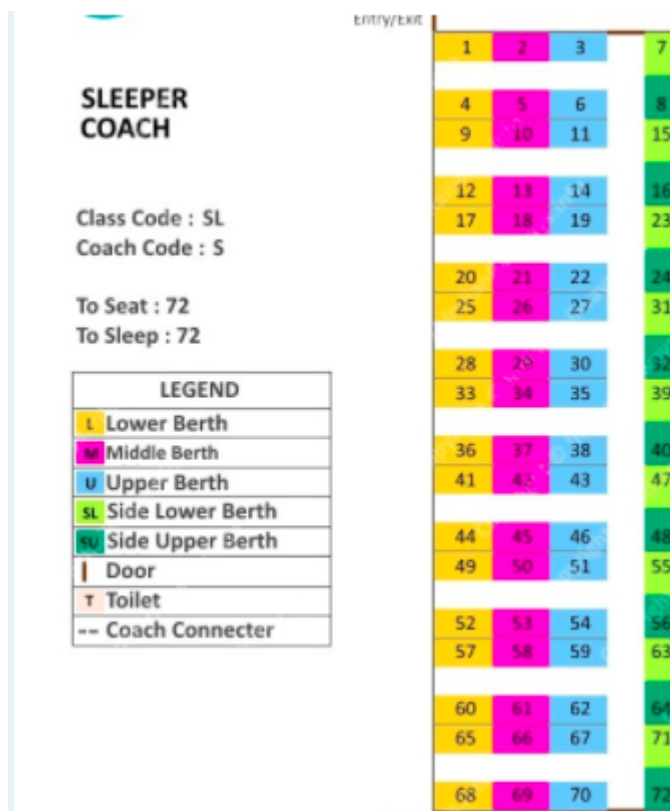 Entry/Exit
1 2 3 7
SLEEPER
COACH
4 5 6 8
9 10 11 15
Class Code : SL
Coach Code : S
12 13 14 16
17 18 19 23
To Seat : 72
To Sleep : 72
20 21 22 24
25 26 27 31
28 29 30 32
33 34 35 39
LEGEND
L Lower Berth
M Middle Berth
U Upper Berth
SL Side Lower Berth
SU Side Upper Berth
Door
T Toilet
-- Coach Connecter
36 37 38 40
41 42 43 47
44 45 46 48
49 50 51 55
52 53 54 56
57 58 59 63
60 61 62 64
65 66 67 71
68 69 70 72